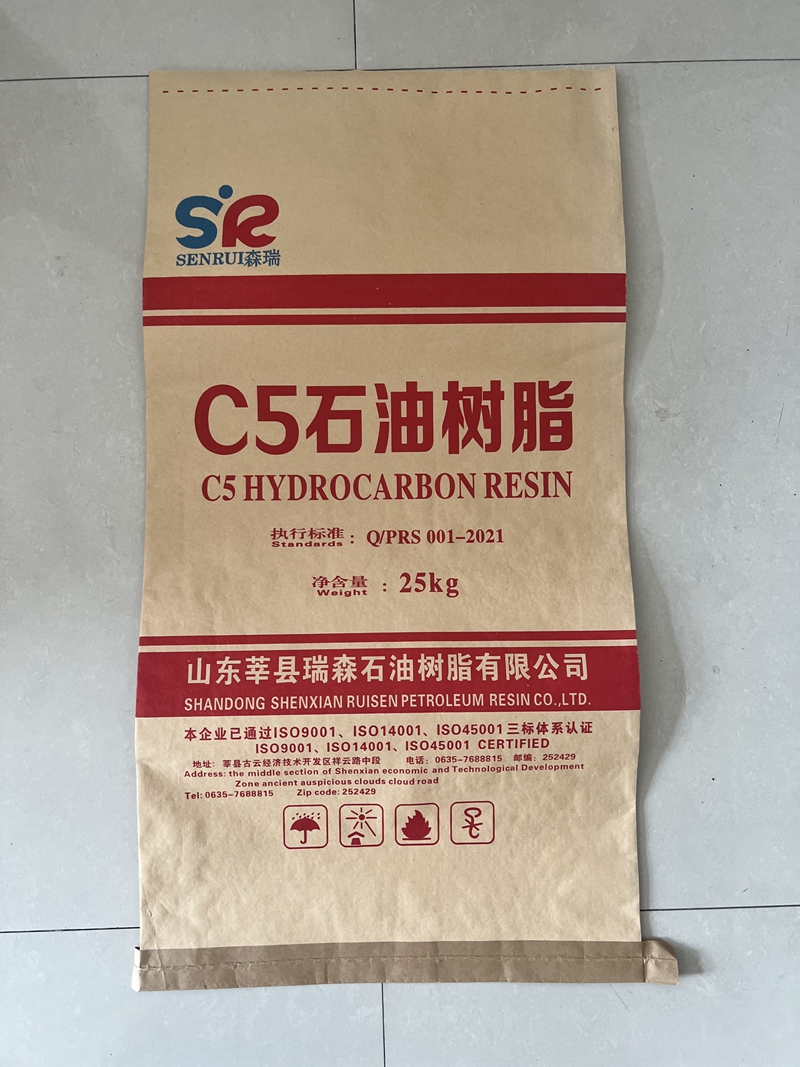 SR
SENRUI森瑞
C5石油树脂
C5 HYDROCARBON RESIN
执行标准 : Q/PRS 001-2021
Standards
净含量 : 25kg
Weight
山东莘县瑞森石油树脂有限公司
SHANDONG SHENXIAN RUISEN PETROLEUM RESIN CO.,LTD.
本企业已通过ISO9001、ISO14001、ISO45001三标体系认证
ISO9001、ISO14001、ISO45001 CERTIFIED
地址: 莘县古云经济技术开发区祥云路中段 电话: 0635-7688815 邮编: 252429
Address: the middle section of Shenxian economic and Technological Development
Zone ancient auspicious clouds cloud road
Tel: 0635-7688815 Zip code: 252429